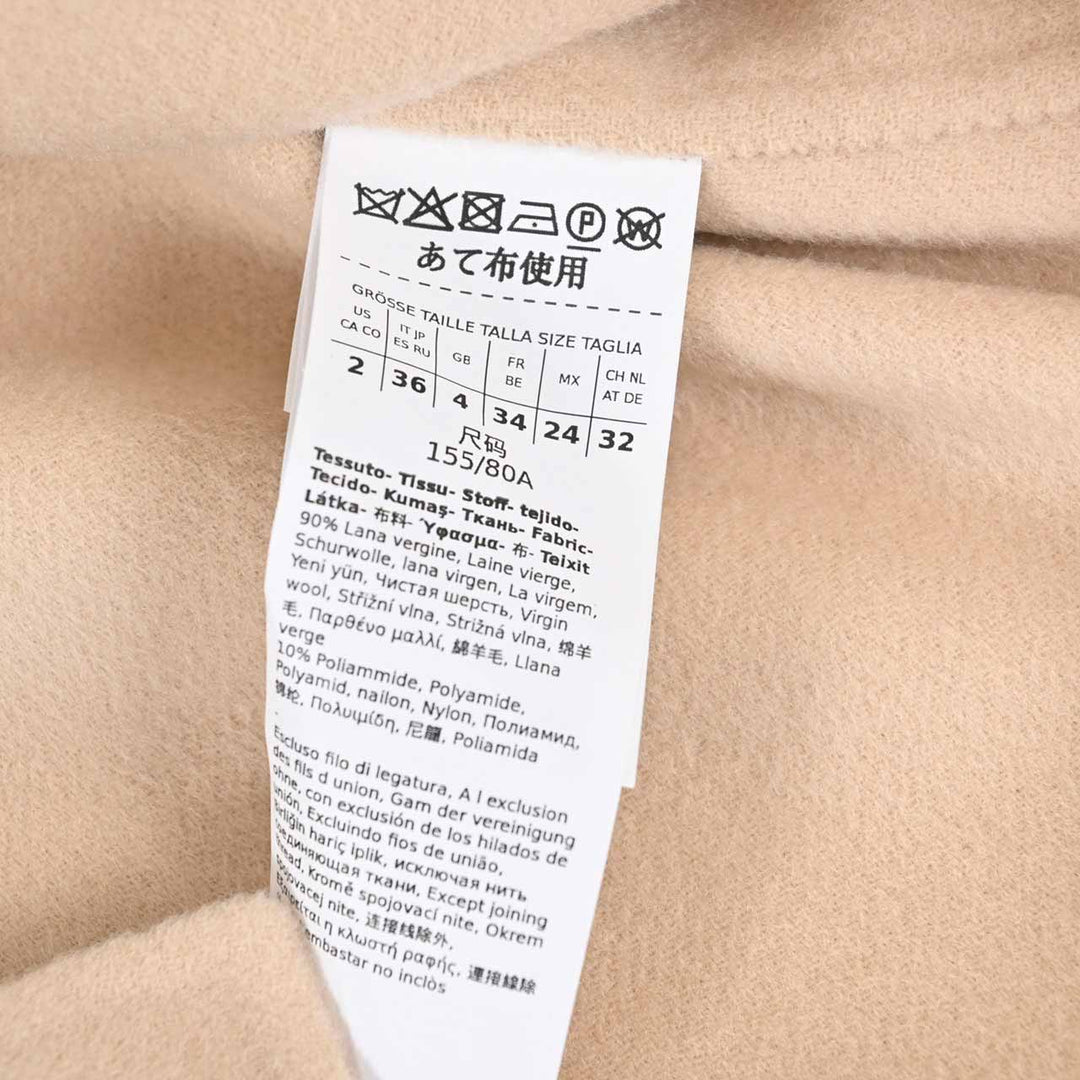 P W
あて布使用
GRÖSSE TAILLE TALLA SIZE TAGLIA
US CA CO IT JP ES RU GB FR BE MX CH NL AT DE
2 36 4 34 24 32
尺码
155/80A
Tessuto- Tissu- Stoff- tejido-
Tecido- Kumaş- Ткань- Fabric-
Látka- 布料- Ύφασμα- 布- Teixit
90% Lana vergine, Laine vierge,
Schurwolle, lana virgen, La virgem,
Yeni yün, Чистая шерсть, Virgin
wool, Střížní vlna, Strižná vlna, 绵羊
毛, Παρθένο μαλλί, 綿羊毛, Llana
verge
10% Poliammide, Polyamide,
Polyamid, nailon, Nylon, Полиамид,
锦纶, Πολυιμίδη, 尼龍, Poliamida
Escluso filo di legatura, A l exclusion
des fils d union, Garn der vereinigung
ohne, con exclusión de los hilados de
unión, Excluindo fios de união,
Birliğin hariç iplik, исключая нить
соединяющая ткани, Except joining
thread, Kromě spojovací nite, Okrem
spojovacej nite, 连接线除外,
Εξαιρείται η κλωστή ραφής, 連接線除
embastar no inclòs